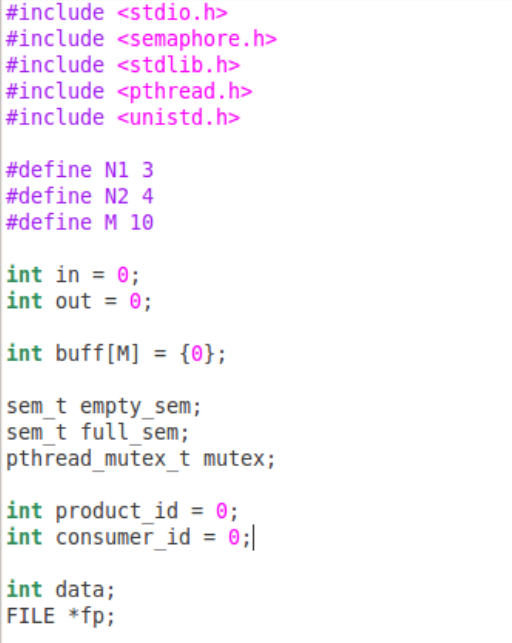 #include <stdio.h>
#include <semaphore.h>
#include <stdlib.h>
#include <pthread.h>
#include <unistd.h>
#define N1 3
#define N2 4
#define M 10
int in = 0;
int out = 0;
int buff[M] = {0};
sem_t empty_sem;
sem_t full_sem;
pthread_mutex_t mutex;
int product_id = 0;
int consumer_id = 0;
int data;
FILE *fp;